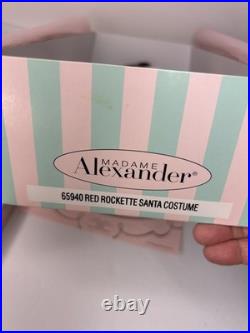 MADAME
Alexander®
65940 RED ROCKETTE SANTA COSTUME